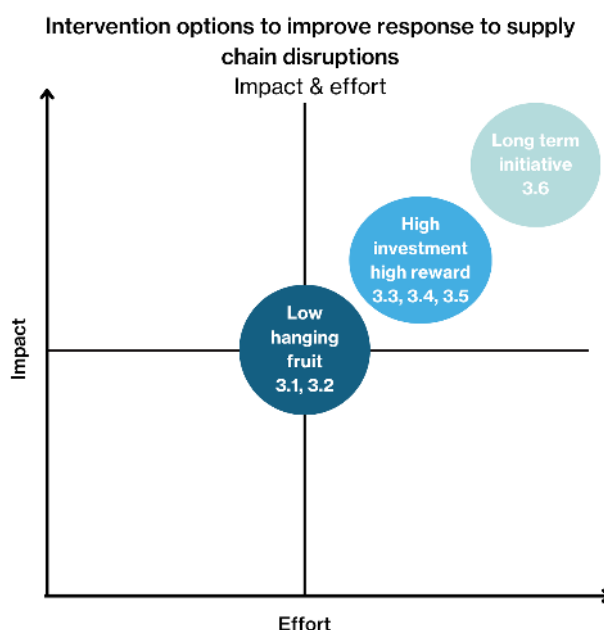 Intervention options to improve response to supply
chain disruptions
Impact & effort
Long term
initiative
3.6
High
investment
high reward
3.3, 3.4, 3.5
Low
hanging
fruit
3.1, 3.2
Impact
Effort